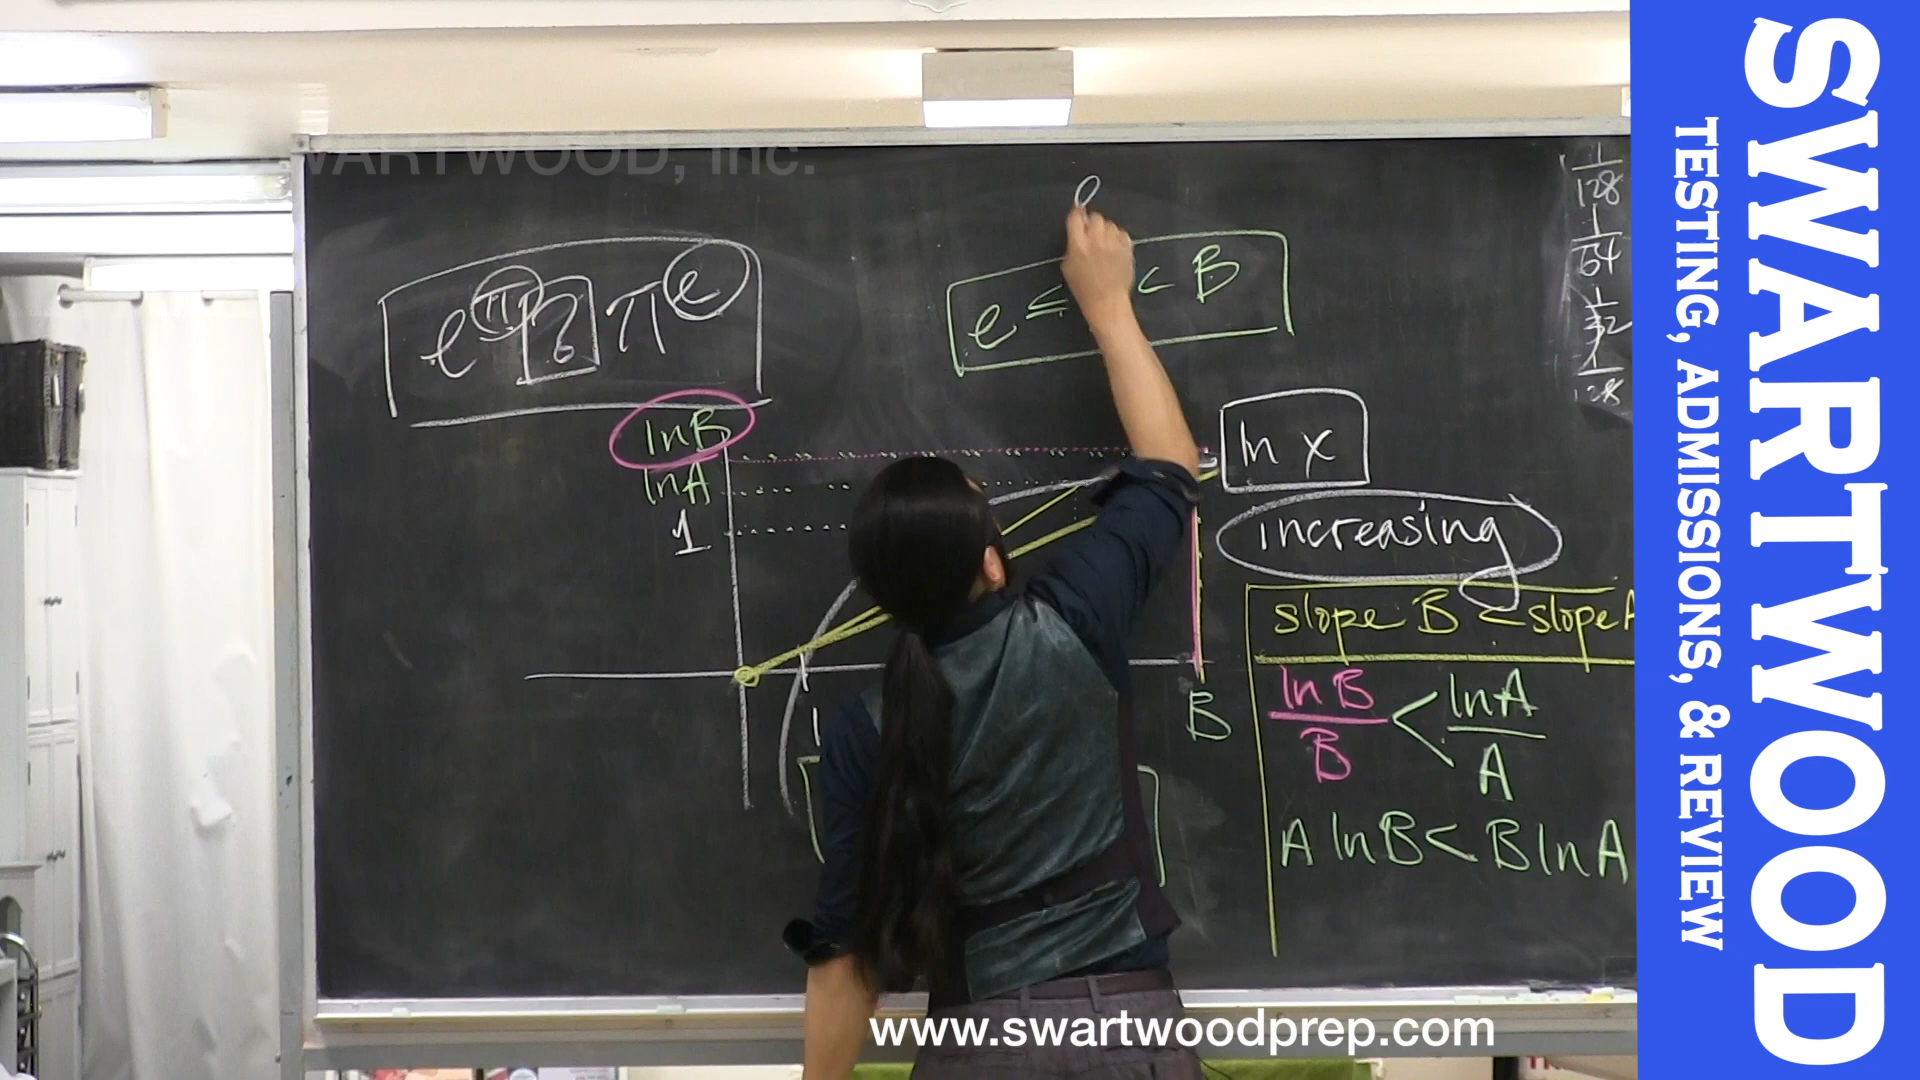 SWARTWOOD, Inc.
e
e^π ? π^e
e ≤ < B
1/128
1/64
1/32
ln B
ln A
1
ln x
increasing
slope B < slope A
1
B
ln B / B < ln A / A
A ln B < B ln A
www.swartwoodprep.com
SWARTWOOD
TESTING, ADMISSIONS, & REVIEW